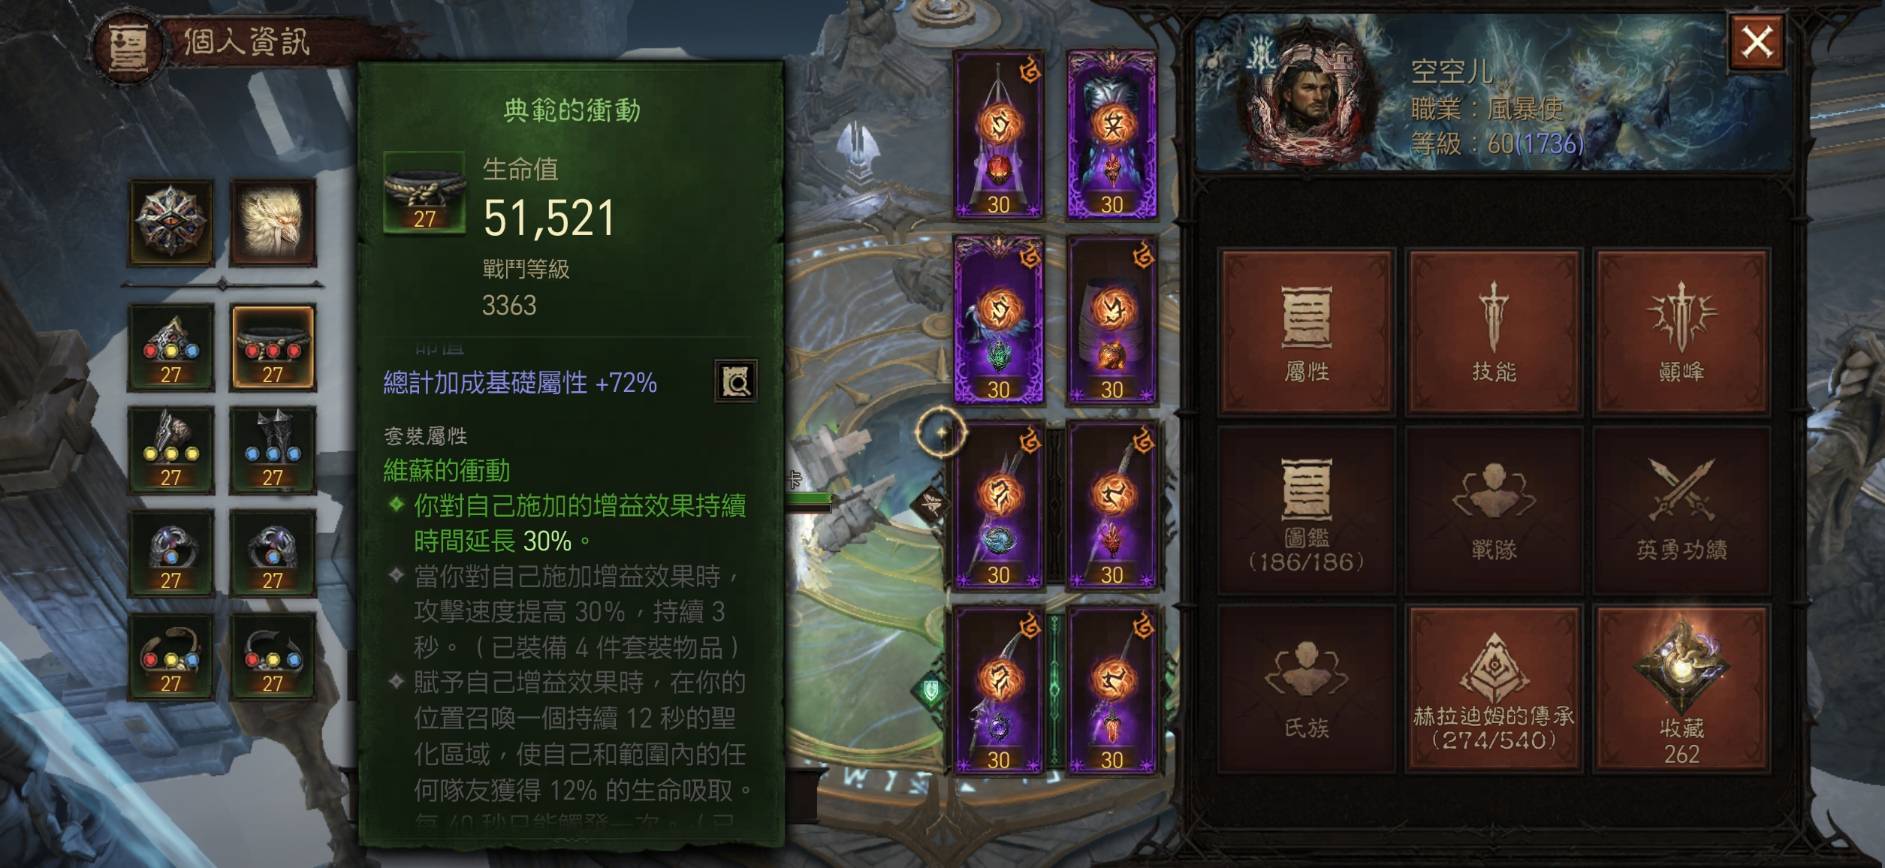 個人資訊
典範的衝動
生命值
51,521
戰鬥等級
3363
27
總計加成基礎屬性 +72%
套裝屬性
維蘇的衝動
你對自己施加的增益效果持續
時間延長 30%。
當你對自己施加增益效果時，
攻擊速度提高 30%，持續 3
秒。（已裝備 4 件套裝物品）
賦予自己增益效果時，在你的
位置召喚一個持續 12 秒的聖
化區域，使自己和範圍內的任
何隊友獲得 12% 的生命吸取。
27
27
27
27
27
27
27
27
卡
30
30
30
30
30
30
30
30
空空儿
職業：風暴使
等級：60(1736)
屬性
技能
巔峰
圖鑑
(186/186)
戰隊
英勇功績
氏族
赫拉迪姆的傳承
(274/540)
收藏
262